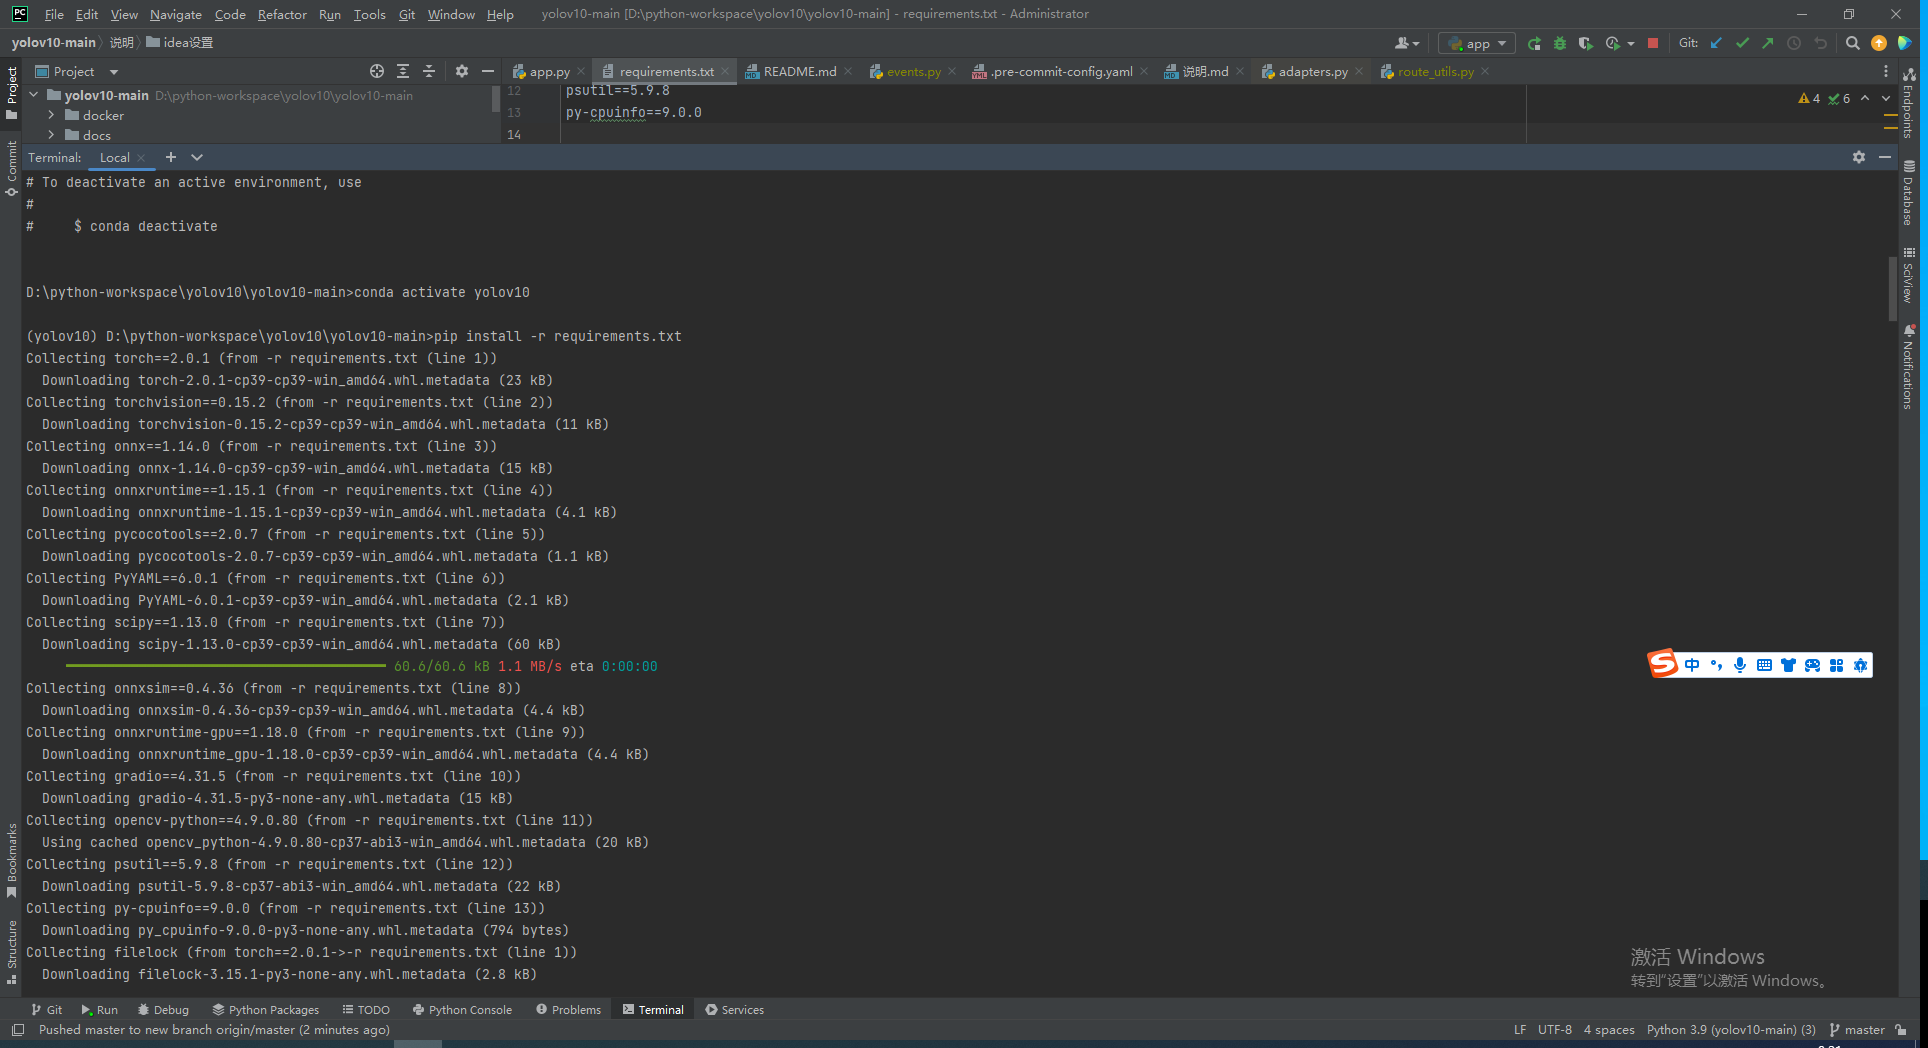 PC File Edit View Navigate Code Refactor Run Tools Git Window Help yolov10-main [D:\python-workspace\yolov10\yolov10-main] - requirements.txt - Administrator
yolov10-main 说明 idea设置 app Git:
Project app.py requirements.txt README.md events.py .pre-commit-config.yaml 说明.md adapters.py route_utils.py
yolov10-main D:\python-workspace\yolov10\yolov10-main
docker
docs
12 psutil==5.9.8
13 py-cpuinfo==9.0.0
14
4 6
Terminal: Local
# To deactivate an active environment, use
#
#     $ conda deactivate
D:\python-workspace\yolov10\yolov10-main>conda activate yolov10
(yolov10) D:\python-workspace\yolov10\yolov10-main>pip install -r requirements.txt
Collecting torch==2.0.1 (from -r requirements.txt (line 1))
  Downloading torch-2.0.1-cp39-cp39-win_amd64.whl.metadata (23 kB)
Collecting torchvision==0.15.2 (from -r requirements.txt (line 2))
  Downloading torchvision-0.15.2-cp39-cp39-win_amd64.whl.metadata (11 kB)
Collecting onnx==1.14.0 (from -r requirements.txt (line 3))
  Downloading onnx-1.14.0-cp39-cp39-win_amd64.whl.metadata (15 kB)
Collecting onnxruntime==1.15.1 (from -r requirements.txt (line 4))
  Downloading onnxruntime-1.15.1-cp39-cp39-win_amd64.whl.metadata (4.1 kB)
Collecting pycocotools==2.0.7 (from -r requirements.txt (line 5))
  Downloading pycocotools-2.0.7-cp39-cp39-win_amd64.whl.metadata (1.1 kB)
Collecting PyYAML==6.0.1 (from -r requirements.txt (line 6))
  Downloading PyYAML-6.0.1-cp39-cp39-win_amd64.whl.metadata (2.1 kB)
Collecting scipy==1.13.0 (from -r requirements.txt (line 7))
  Downloading scipy-1.13.0-cp39-cp39-win_amd64.whl.metadata (60 kB)
60.6/60.6 kB 1.1 MB/s eta 0:00:00
Collecting onnxsim==0.4.36 (from -r requirements.txt (line 8))
  Downloading onnxsim-0.4.36-cp39-cp39-win_amd64.whl.metadata (4.4 kB)
Collecting onnxruntime-gpu==1.18.0 (from -r requirements.txt (line 9))
  Downloading onnxruntime_gpu-1.18.0-cp39-cp39-win_amd64.whl.metadata (4.4 kB)
Collecting gradio==4.31.5 (from -r requirements.txt (line 10))
  Downloading gradio-4.31.5-py3-none-any.whl.metadata (15 kB)
Collecting opencv-python==4.9.0.80 (from -r requirements.txt (line 11))
  Using cached opencv_python-4.9.0.80-cp37-abi3-win_amd64.whl.metadata (20 kB)
Collecting psutil==5.9.8 (from -r requirements.txt (line 12))
  Downloading psutil-5.9.8-cp37-abi3-win_amd64.whl.metadata (22 kB)
Collecting py-cpuinfo==9.0.0 (from -r requirements.txt (line 13))
  Downloading py_cpuinfo-9.0.0-py3-none-any.whl.metadata (794 bytes)
Collecting filelock (from torch==2.0.1->-r requirements.txt (line 1))
  Downloading filelock-3.15.1-py3-none-any.whl.metadata (2.8 kB)
Project
Commit
Bookmarks
Structure
Endpoints
Database
SciView
Notifications
S 中
激活 Windows
转到“设置”以激活 Windows。
Git Run Debug Python Packages TODO Python Console Problems Terminal Services
Pushed master to new branch origin/master (2 minutes ago) LF UTF-8 4 spaces Python 3.9 (yolov10-main) (3) master